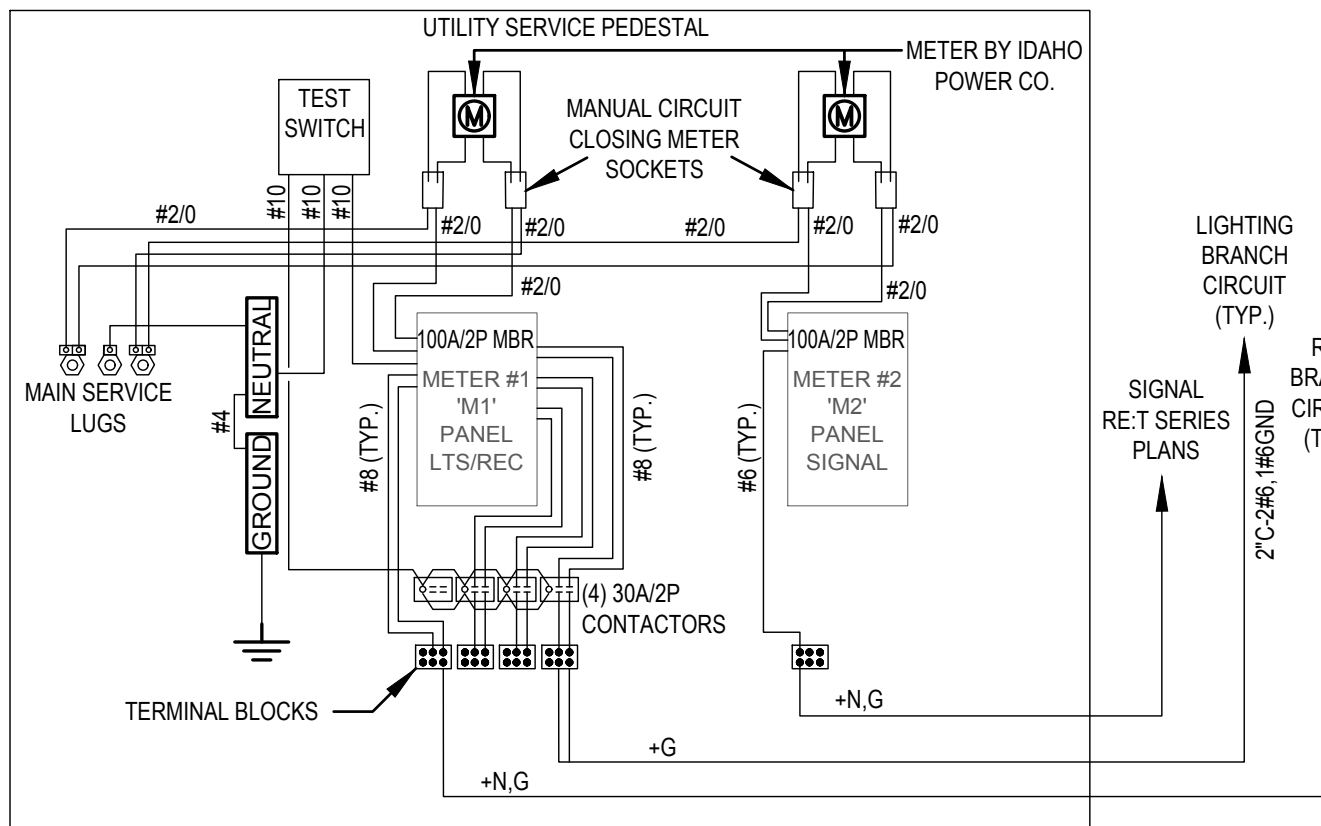 UTILITY SERVICE PEDESTAL
METER BY IDAHO
POWER CO.
TEST
SWITCH
M
M
MANUAL CIRCUIT
CLOSING METER
SOCKETS
#10
#10
#10
#2/0
#2/0
#2/0
#2/0
#2/0
#2/0
#2/0
LIGHTING
BRANCH
CIRCUIT
(TYP.)
NEUTRAL
100A/2P MBR
METER #1
'M1'
PANEL
LTS/REC
100A/2P MBR
METER #2
'M2'
PANEL
SIGNAL
MAIN SERVICE
LUGS
#4
GROUND
#8 (TYP.)
#8 (TYP.)
#6 (TYP.)
SIGNAL
RE:T SERIES
PLANS
2"C-2#6,1#6GND
R
BRA
CIR
(T
(4) 30A/2P
CONTACTORS
TERMINAL BLOCKS
+N,G
+G
+N,G